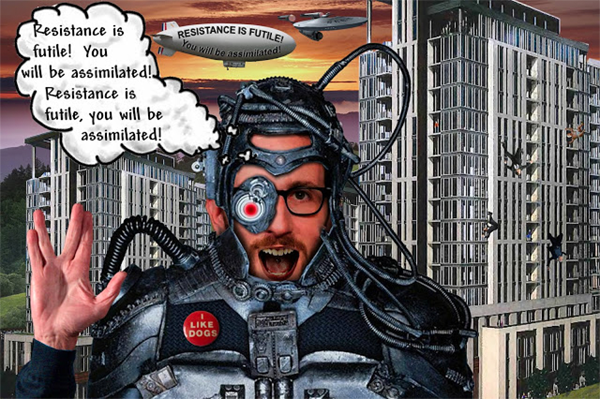 Resistance is
futile! You
will be assimilated!
Resistance is
futile, you will be
assimilated!
RESISTANCE IS FUTILE!
You will be assimilated!
I
LIKE
DOGS